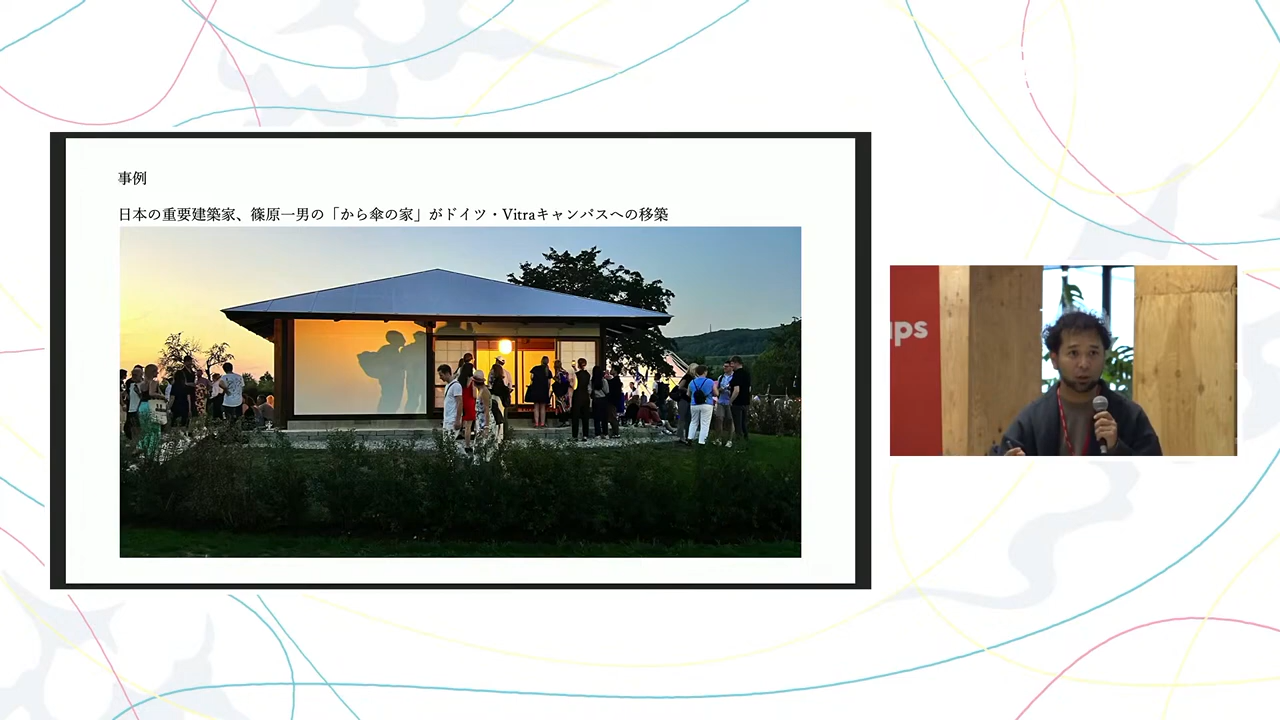 事例
日本の重要建築家、篠原一男の「から傘の家」がドイツ・Vitraキャンパスへの移築
ups